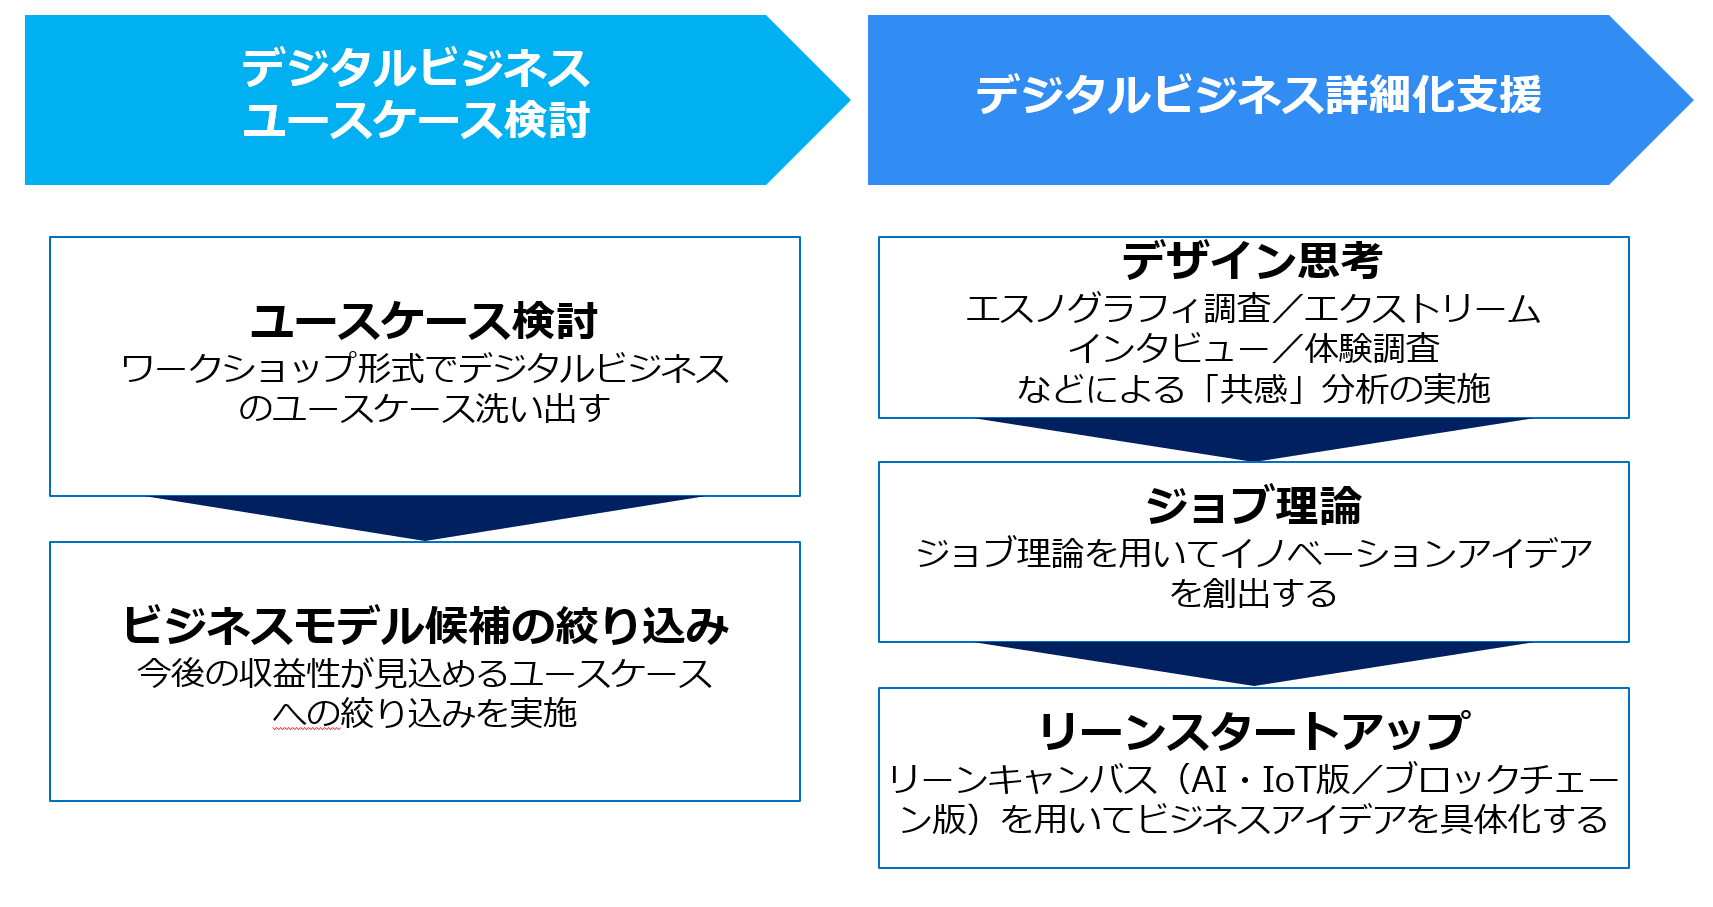 デジタルビジネス
ユースケース検討
ユースケース検討
ワークショップ形式でデジタルビジネス
のユースケース洗い出す
ビジネスモデル候補の絞り込み
今後の収益性が見込めるユースケース
への絞り込みを実施
デジタルビジネス詳細化支援
デザイン思考
エスノグラフィ調査／エクストリーム
インタビュー／体験調査
などによる「共感」分析の実施
ジョブ理論
ジョブ理論を用いてイノベーションアイデア
を創出する
リーンスタートアップ
リーンキャンバス（AI・IoT版／ブロックチェー
ン版）を用いてビジネスアイデアを具体化する